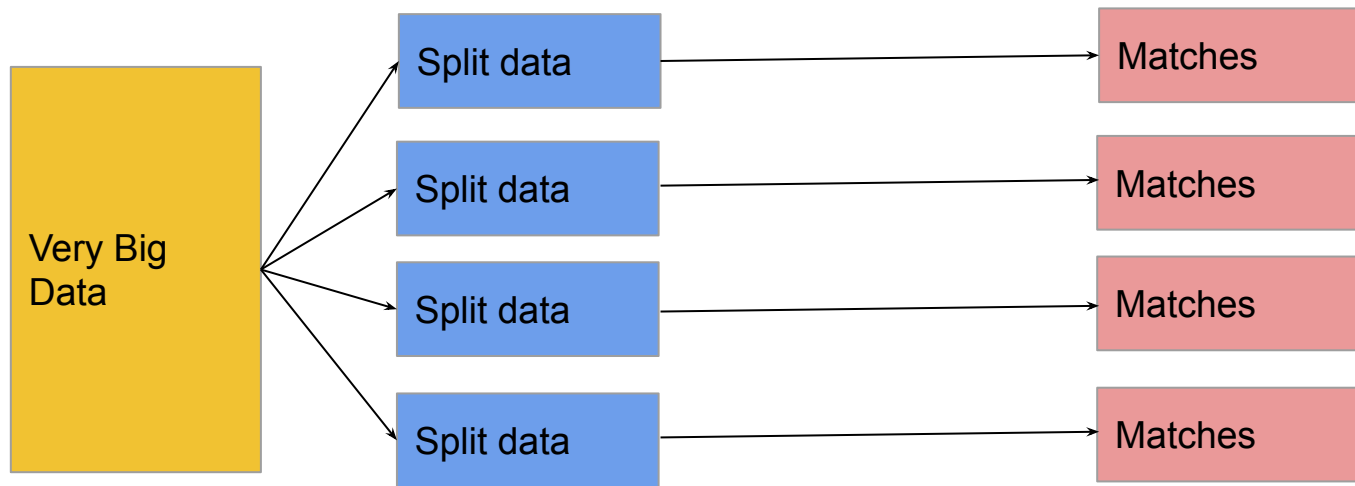 Very Big
Data
Split data
Split data
Split data
Split data
Matches
Matches
Matches
Matches